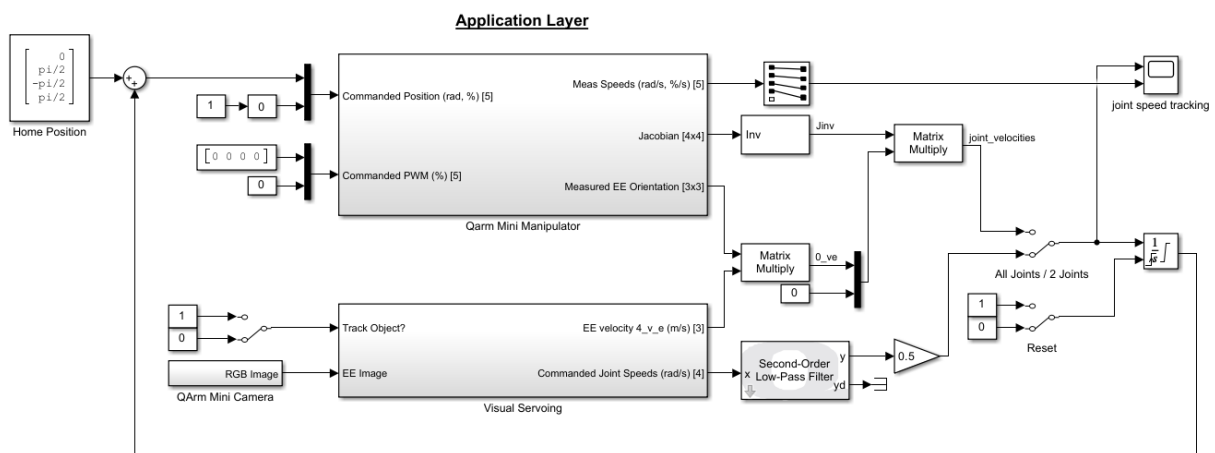 Application Layer
0
pi/2
-pi/2
pi/2
Home Position
+
+
1
0
[0 0 0 0]
0
Commanded Position (rad, %) [5]
Commanded PWM (%) [5]
Meas Speeds (rad/s, %/s) [5]
Jacobian [4x4]
Measured EE Orientation [3x3]
Qarm Mini Manipulator
Inv
Jinv
Matrix
Multiply
joint_velocities
joint speed tracking
Matrix
Multiply
0_ve
0
All Joints / 2 Joints
1
s
1
0
Reset
1
0
RGB Image
QArm Mini Camera
Track Object?
EE Image
EE velocity 4_v_e (m/s) [3]
Commanded Joint Speeds (rad/s) [4]
Visual Servoing
x
Second-Order
Low-Pass Filter
y
yd
0.5